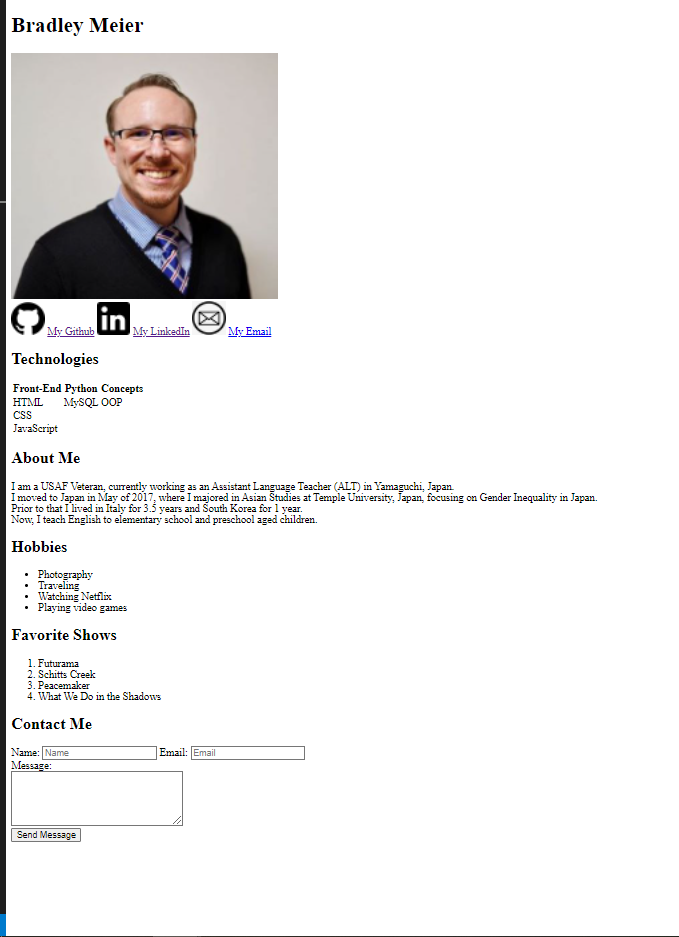 Bradley Meier
in My Github My LinkedIn My Email
Technologies
Front-End Python Concepts
HTML MySQL OOP
CSS
JavaScript
About Me
I am a USAF Veteran, currently working as an Assistant Language Teacher (ALT) in Yamaguchi, Japan.
I moved to Japan in May of 2017, where I majored in Asian Studies at Temple University, Japan, focusing on Gender Inequality in Japan.
Prior to that I lived in Italy for 3.5 years and South Korea for 1 year.
Now, I teach English to elementary school and preschool aged children.
Hobbies
• Photography
• Traveling
• Watching Netflix
• Playing video games
Favorite Shows
1. Futurama
2. Schitts Creek
3. Peacemaker
4. What We Do in the Shadows
Contact Me
Name: Name Email: Email
Message:
Send Message